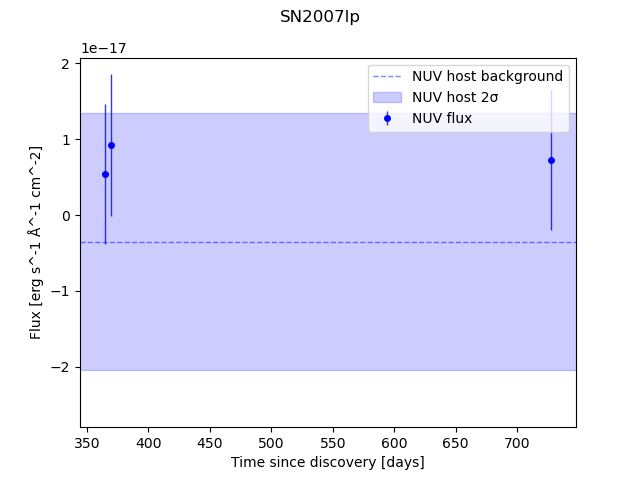 SN2007lp
1e−17
NUV host background
NUV host 2σ
NUV flux
2
1
0
−1
−2
Flux [erg s^-1 Å^-1 cm^-2]
350 400 450 500 550 600 650 700
Time since discovery [days]